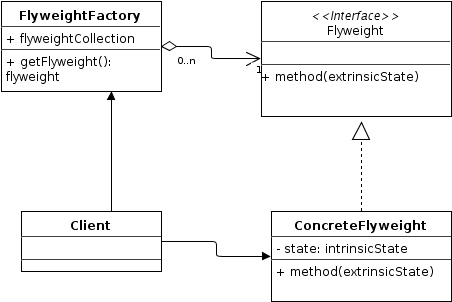 FlyweightFactory
+ flyweightCollection
+ getFlyweight():
flyweight
0..n
1
<<Interface>>
Flyweight
+ method(extrinsicState)
Client
ConcreteFlyweight
- state: intrinsicState
+ method(extrinsicState)